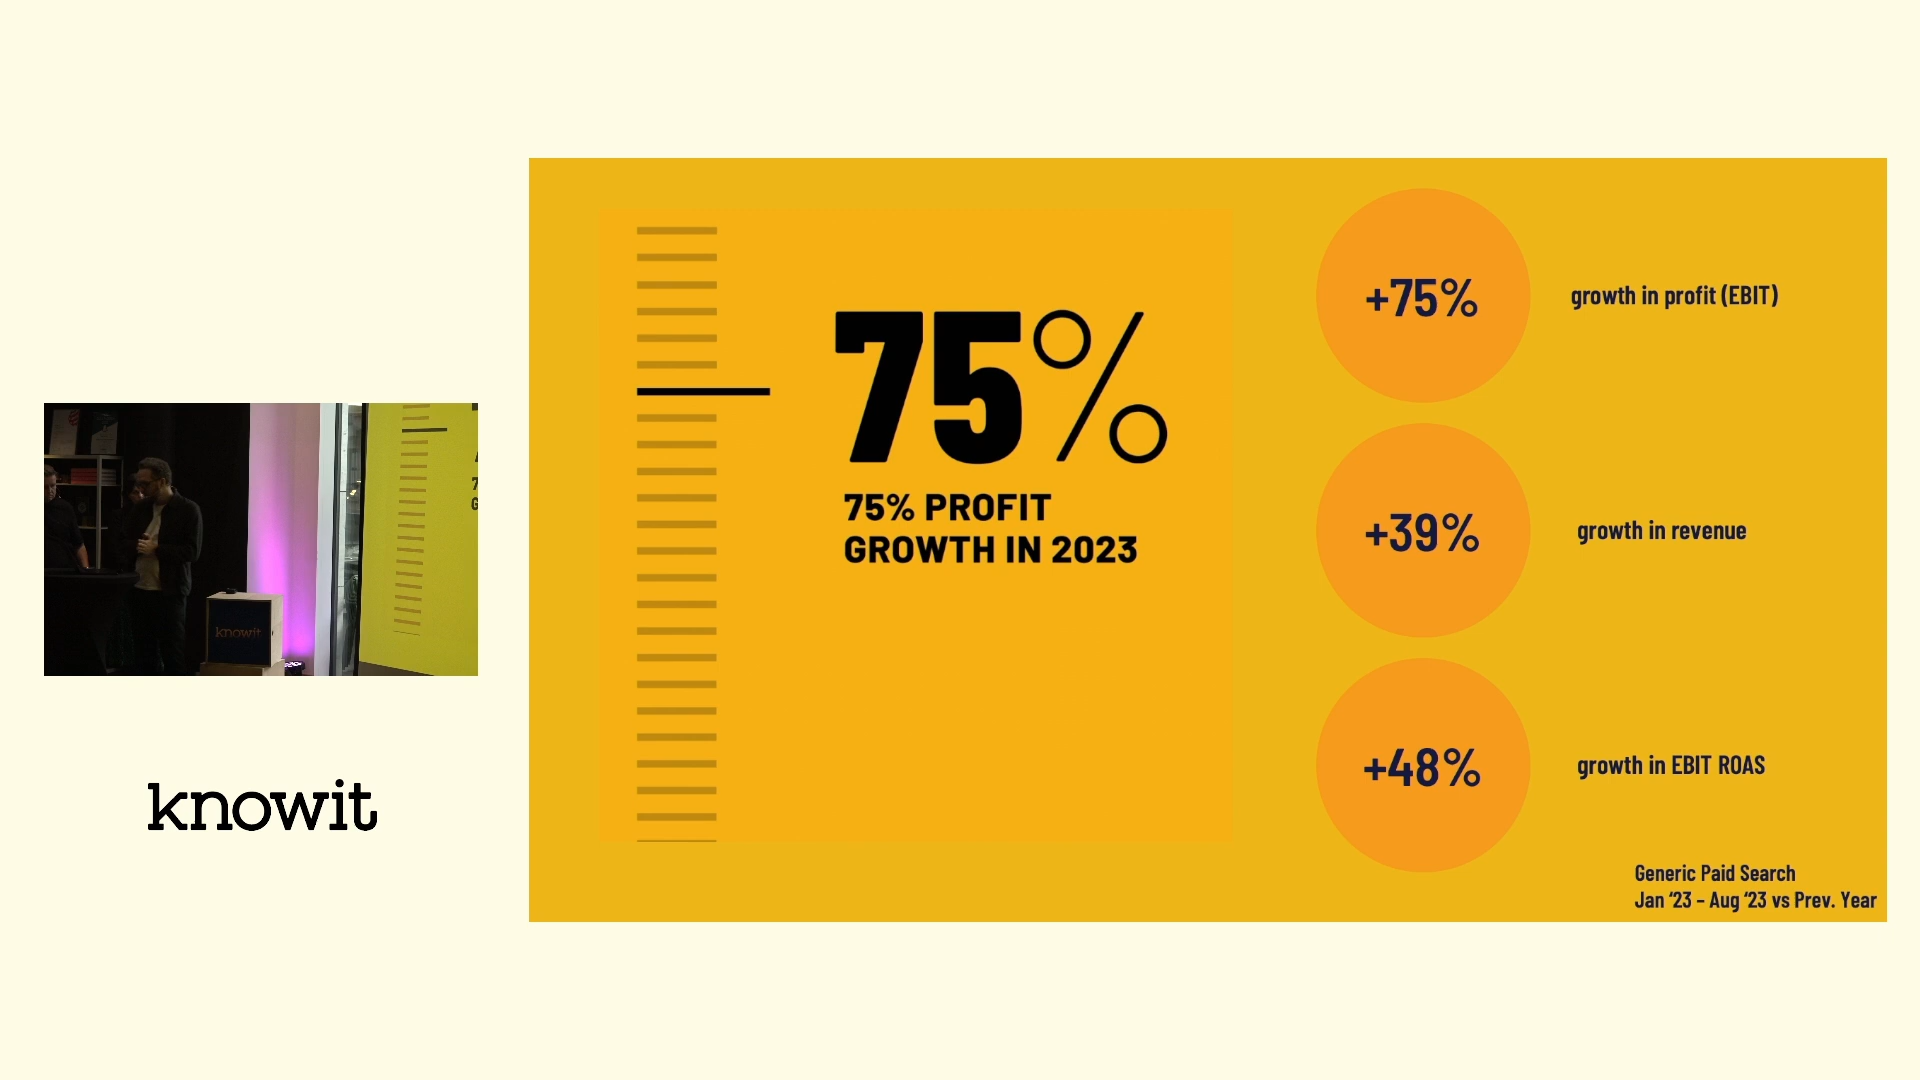 75%
75% PROFIT
GROWTH IN 2023
+75%
growth in profit (EBIT)
+39%
growth in revenue
+48%
growth in EBIT ROAS
Generic Paid Search
Jan ‘23 – Aug ‘23 vs Prev. Year
knowit
knowit